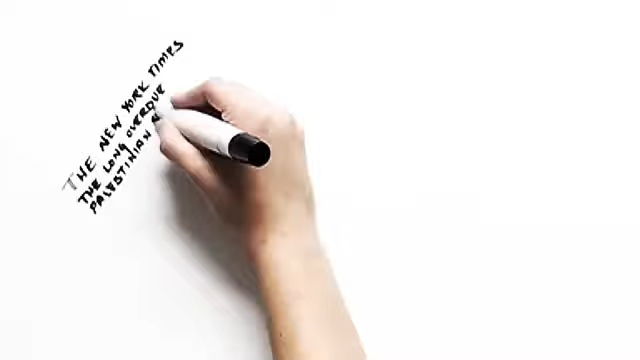 THE NEW YORK TIMES
THE LONG OVERDUE
PALESTINIAN